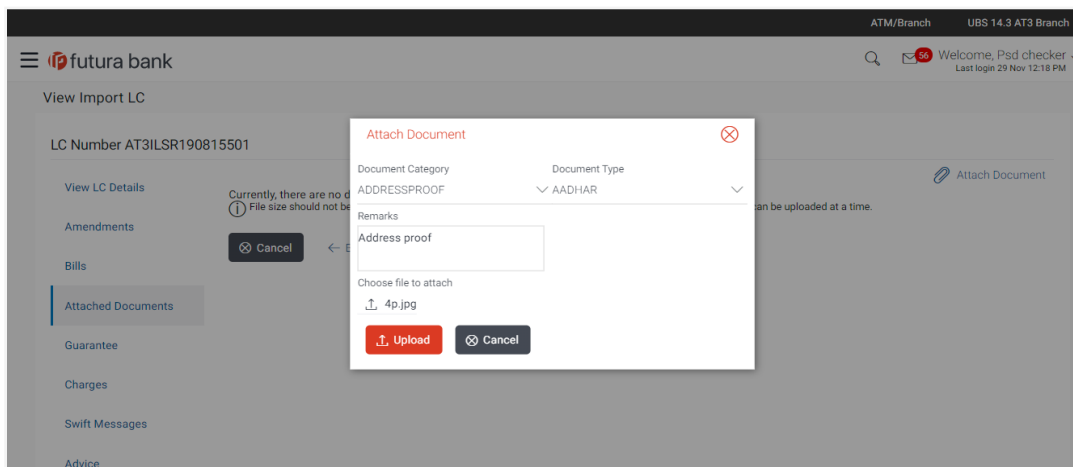 ATM/Branch UBS 14.3 AT3 Branch
futura bank
56 Welcome, Psd checker
Last login 29 Nov 12:18 PM
View Import LC
LC Number AT3ILSR190815501
Attach Document
View LC Details
Amendments
Bills
Attached Documents
Guarantee
Charges
Swift Messages
Advice
Currently, there are no
File size should not be
can be uploaded at a time.
Cancel
Attach Document
Document Category Document Type
ADDRESSPROOF AADHAR
Remarks
Address proof
Choose file to attach
4p.jpg
Upload Cancel